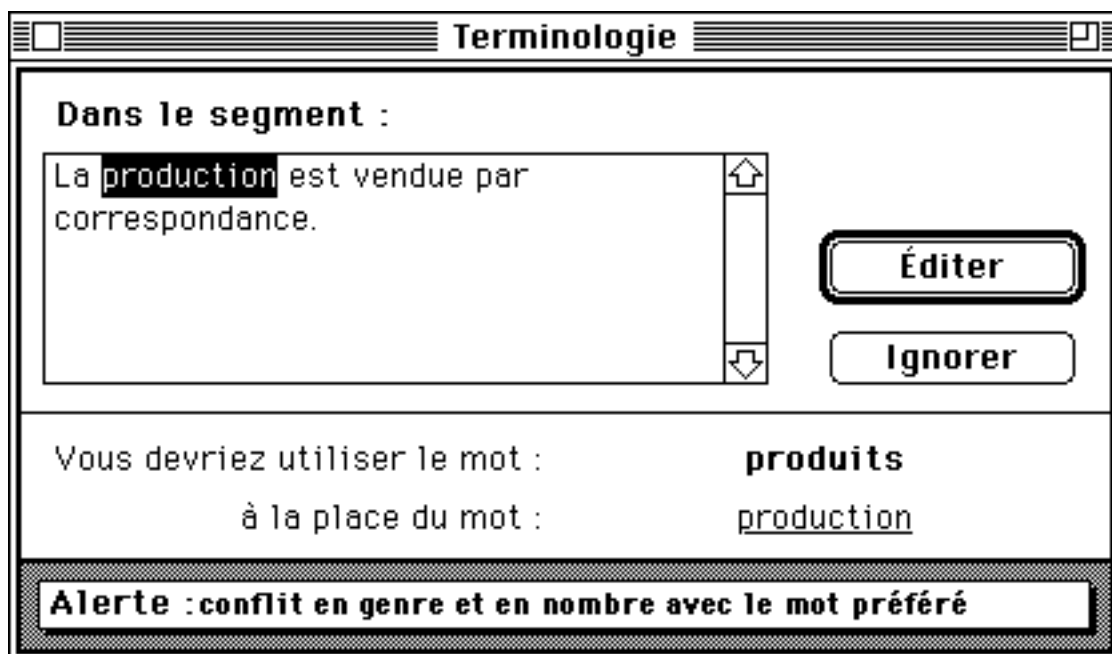 Terminologie
Dans le segment :
La production est vendue par
correspondance.
Éditer
Ignorer
Vous devriez utiliser le mot : produits
à la place du mot : production
Alerte :conflit en genre et en nombre avec le mot préféré